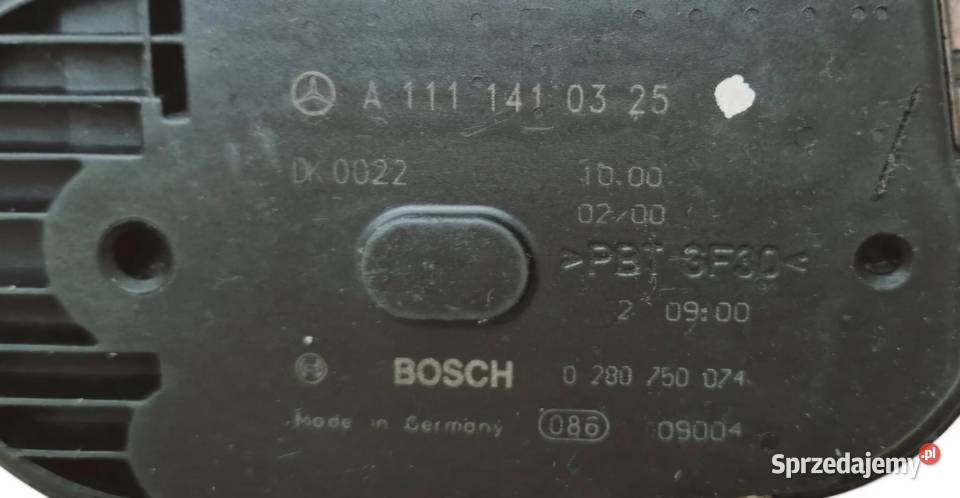 A 111 141 03 25
DK 0022 10.00
02/00
>PBT-GF30<
2 09:00
BOSCH 0 280 750 074
Made in Germany 086 09004
Sprzedajemy.pl